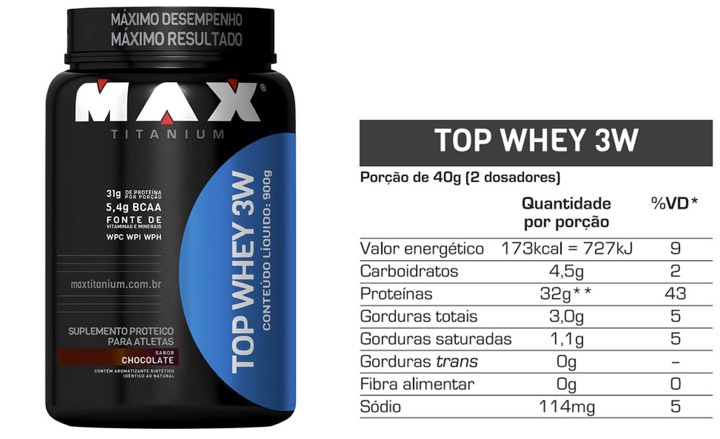 MÁXIMO DESEMPENHO
MÁXIMO RESULTADO
MAX®
TITANIUM
31g DE PROTEÍNA POR PORÇÃO
5,4g BCAA
FONTE DE
VITAMINAS E MINERAIS
WPC WPI WPH
maxtitanium.com.br
SUPLEMENTO PROTEICO
PARA ATLETAS
SABOR
CHOCOLATE
CONTÉM AROMATIZANTE SINTÉTICO
IDÊNTICO AO NATURAL
TOP WHEY 3W
CONTEÚDO LÍQUIDO: 900g
TOP WHEY 3W
Porção de 40g (2 dosadores)
Quantidade por porção %VD*
Valor energético 173kcal = 727kJ 9
Carboidratos 4,5g 2
Proteínas 32g** 43
Gorduras totais 3,0g 5
Gorduras saturadas 1,1g 5
Gorduras trans 0g –
Fibra alimentar 0g 0
Sódio 114mg 5